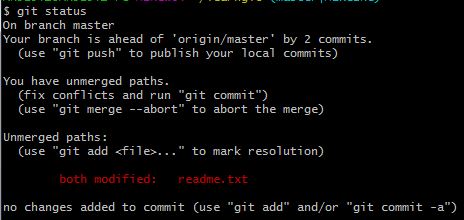 $ git status
On branch master
Your branch is ahead of 'origin/master' by 2 commits.
  (use "git push" to publish your local commits)

You have unmerged paths.
  (fix conflicts and run "git commit")
  (use "git merge --abort" to abort the merge)

Unmerged paths:
  (use "git add <file>..." to mark resolution)

        both modified:   readme.txt

no changes added to commit (use "git add" and/or "git commit -a")